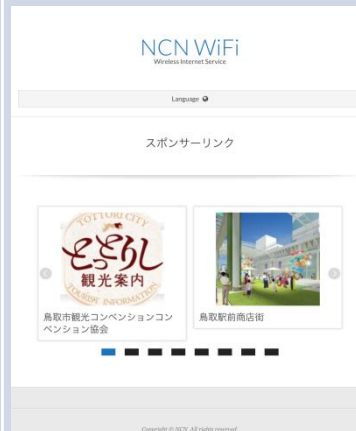 NCN WiFi
Wireless Internet Service
Language
スポンサーリンク
TOTTORI CITY
とっとりし
観光案内
TOURIST INFORMATION
鳥取市観光コンベンションコン
ベンション協会
鳥取駅前商店街
Copyright © NCN. All rights reserved.